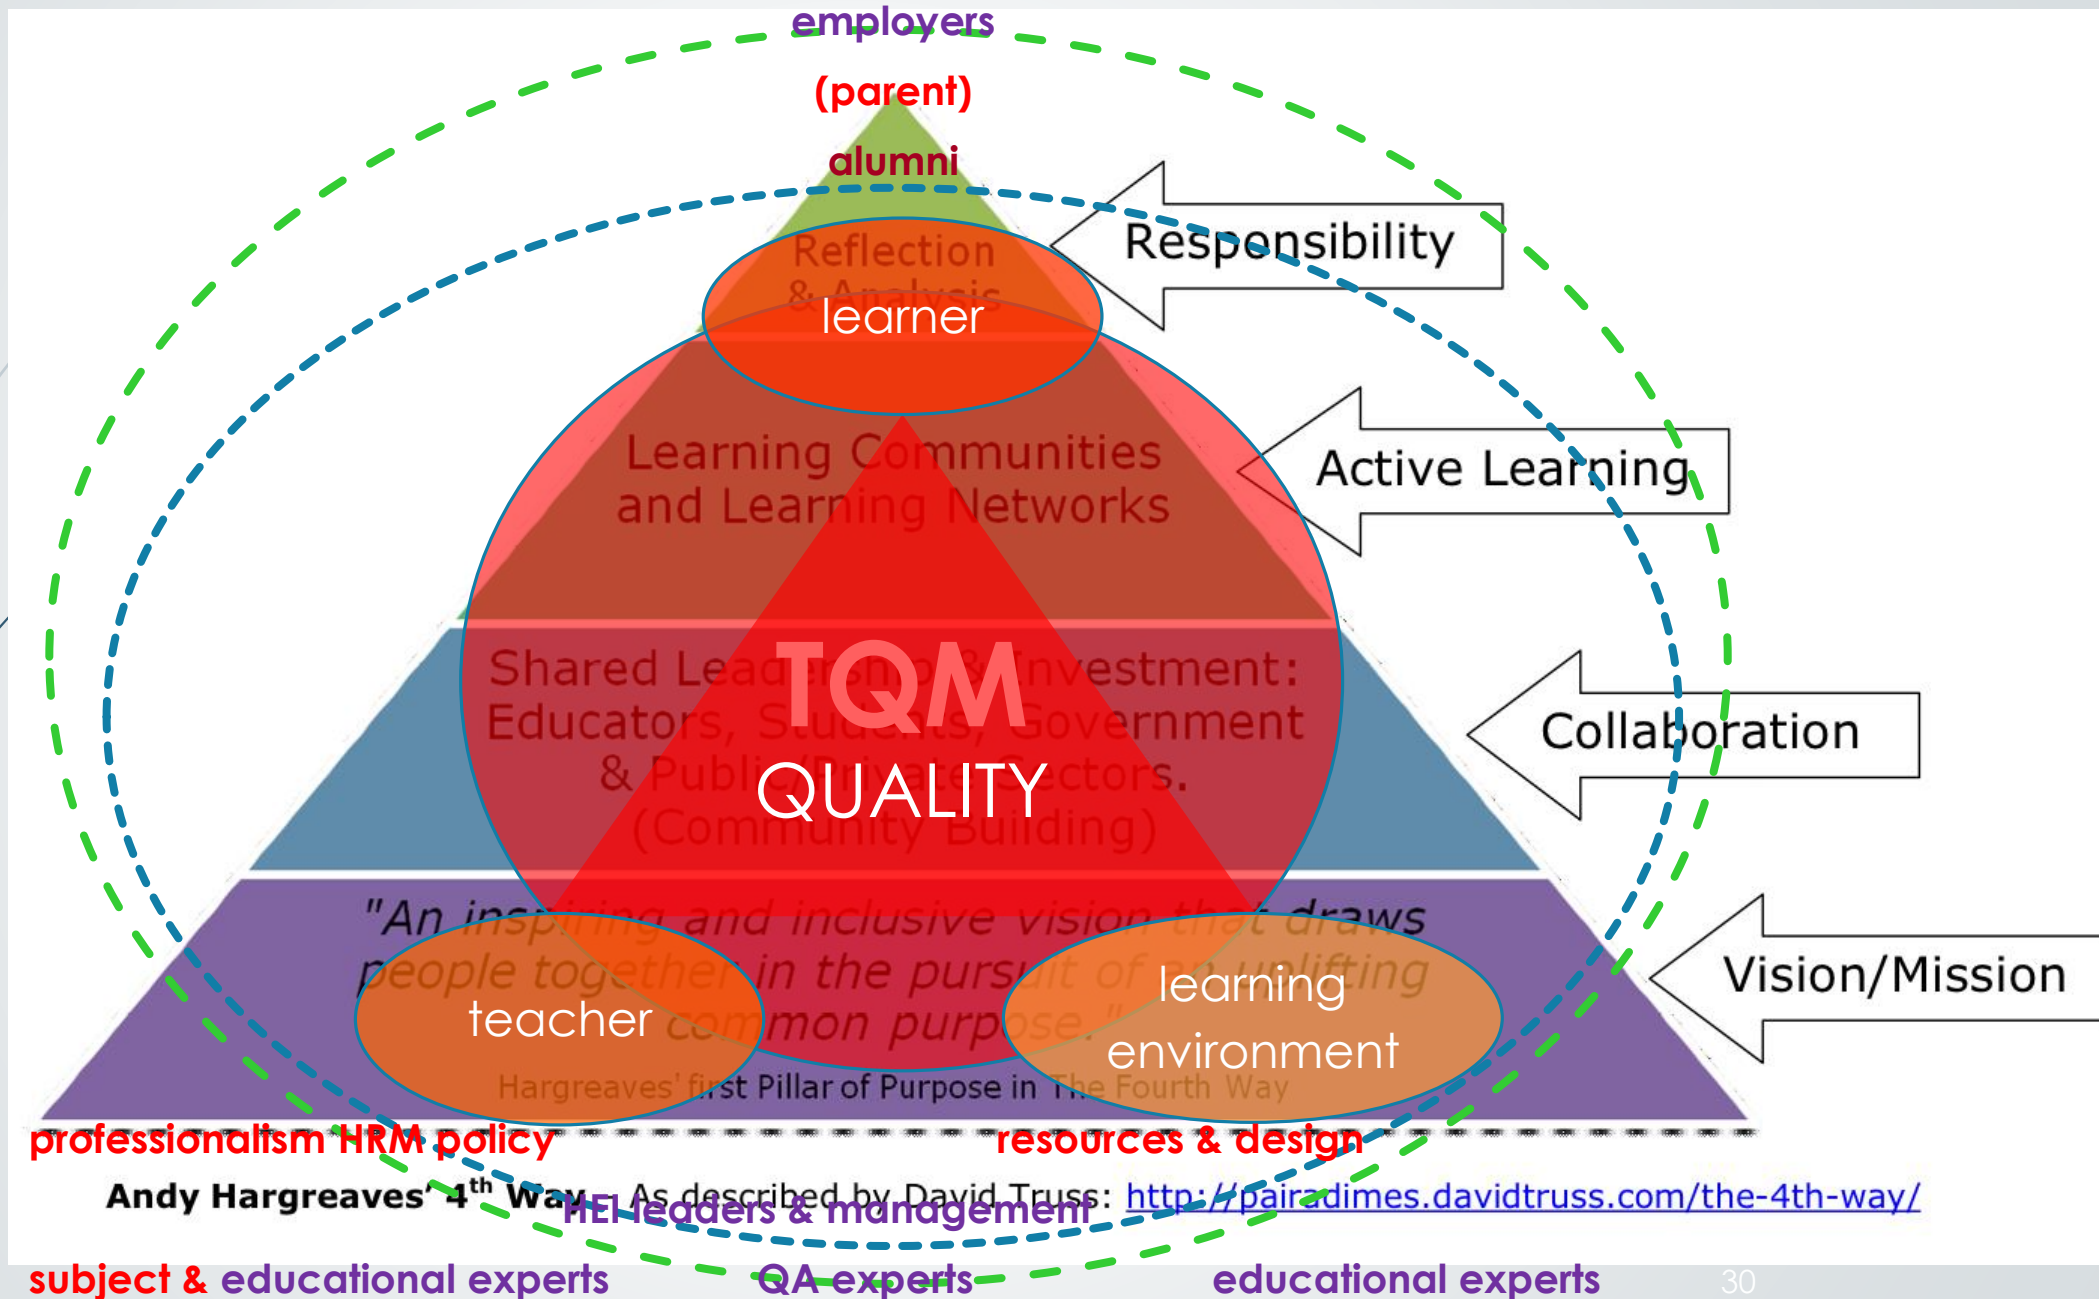 employers
(parent)
alumni
Responsibility
Reflection
& Analysis
learner
Learning Communities
and Learning Networks
Active Learning
Shared Leadership & Investment:
Educators, Students, Government
& Public/Private Sectors.
(Community Building)
TQM
QUALITY
Collaboration
"An inspiring and inclusive vision that draws
people together in the pursuit of an uplifting
common purpose."
Hargreaves' first Pillar of Purpose in The Fourth Way
teacher
learning
environment
Vision/Mission
professionalism HRM policy
resources & design
Andy Hargreaves' 4th Way - As described by David Truss: http://pairadimes.davidtruss.com/the-4th-way/
HEI leaders & management
subject & educational experts
QA experts
educational experts
30